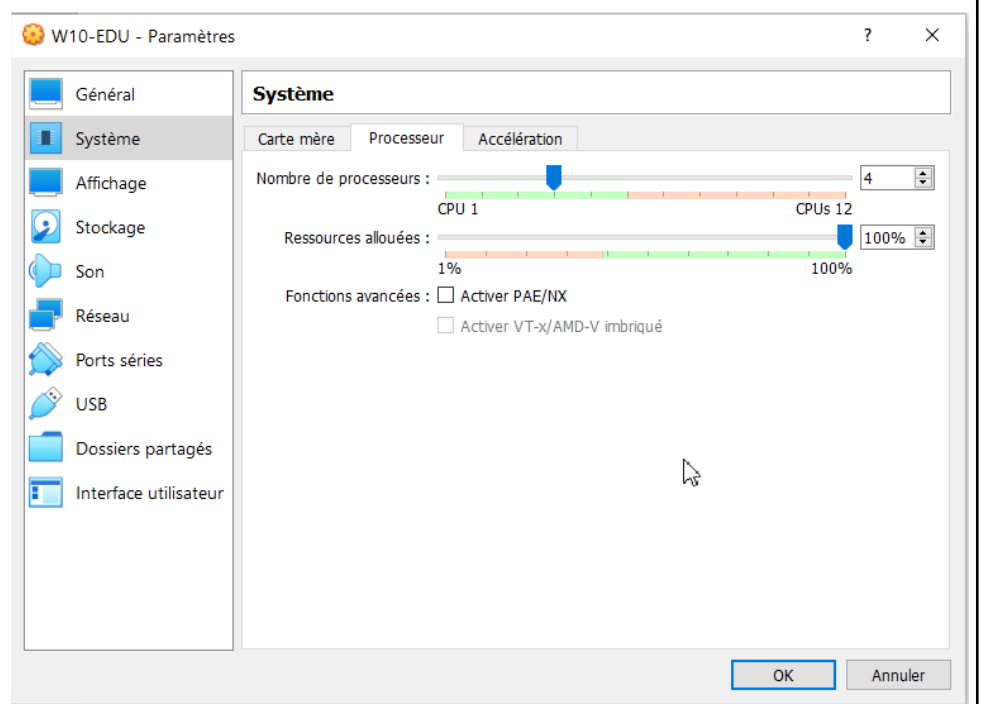 W10-EDU - Paramètres ?
Général
Système
Affichage
Stockage
Son
Réseau
Ports séries
USB
Dossiers partagés
Interface utilisateur
Système
Carte mère Processeur Accélération
Nombre de processeurs : 4
CPU 1 CPUs 12
Ressources allouées : 100%
1% 100%
Fonctions avancées : Activer PAE/NX
Activer VT-x/AMD-V imbriqué
OK Annuler